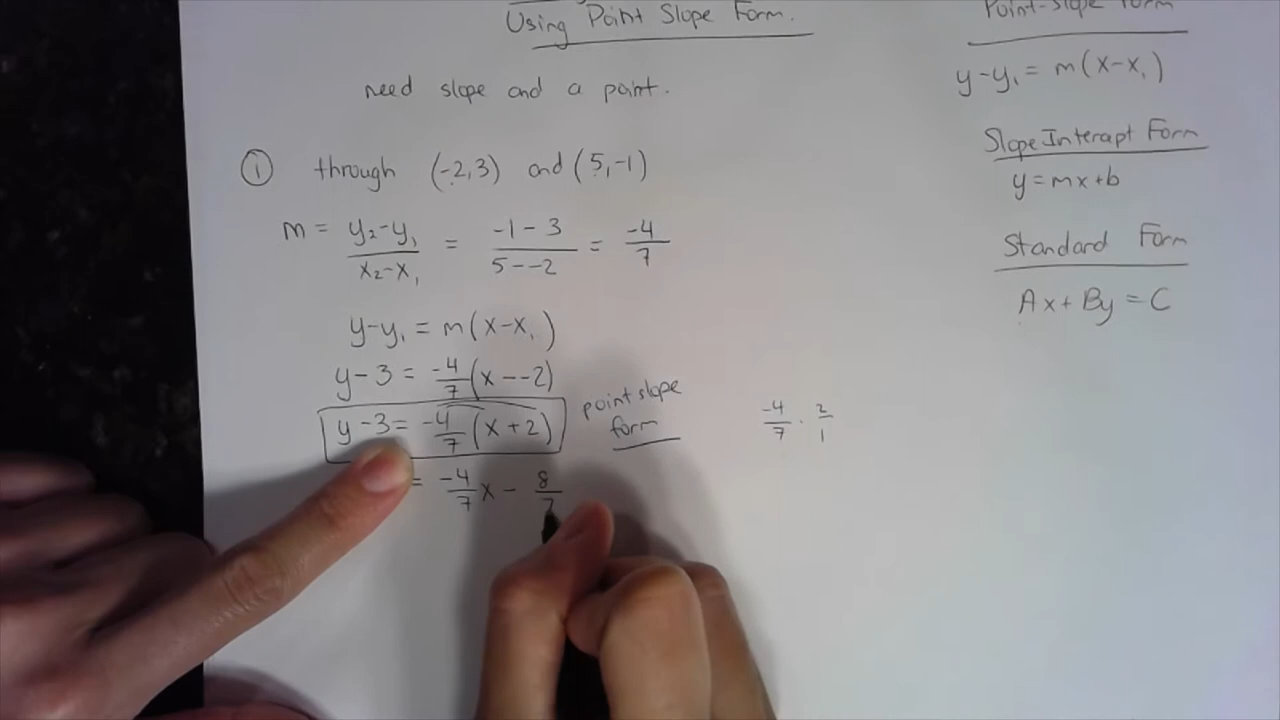 Using Point Slope Form.
need slope and a point.
① through (-2,3) and (5,-1)
m = y₂-y₁ / x₂-x₁ = -1-3 / 5--2 = -4/7
y-y₁ = m(x-x₁)
y-3 = -4/7(x--2)
y-3 = -4/7(x+2)
point slope
form
= -4/7x - 8/7
-4/7 · 2/1
Point-Slope Form
y-y₁ = m(x-x₁)
Slope Intercept Form
y=mx+b
Standard Form
Ax+By=C